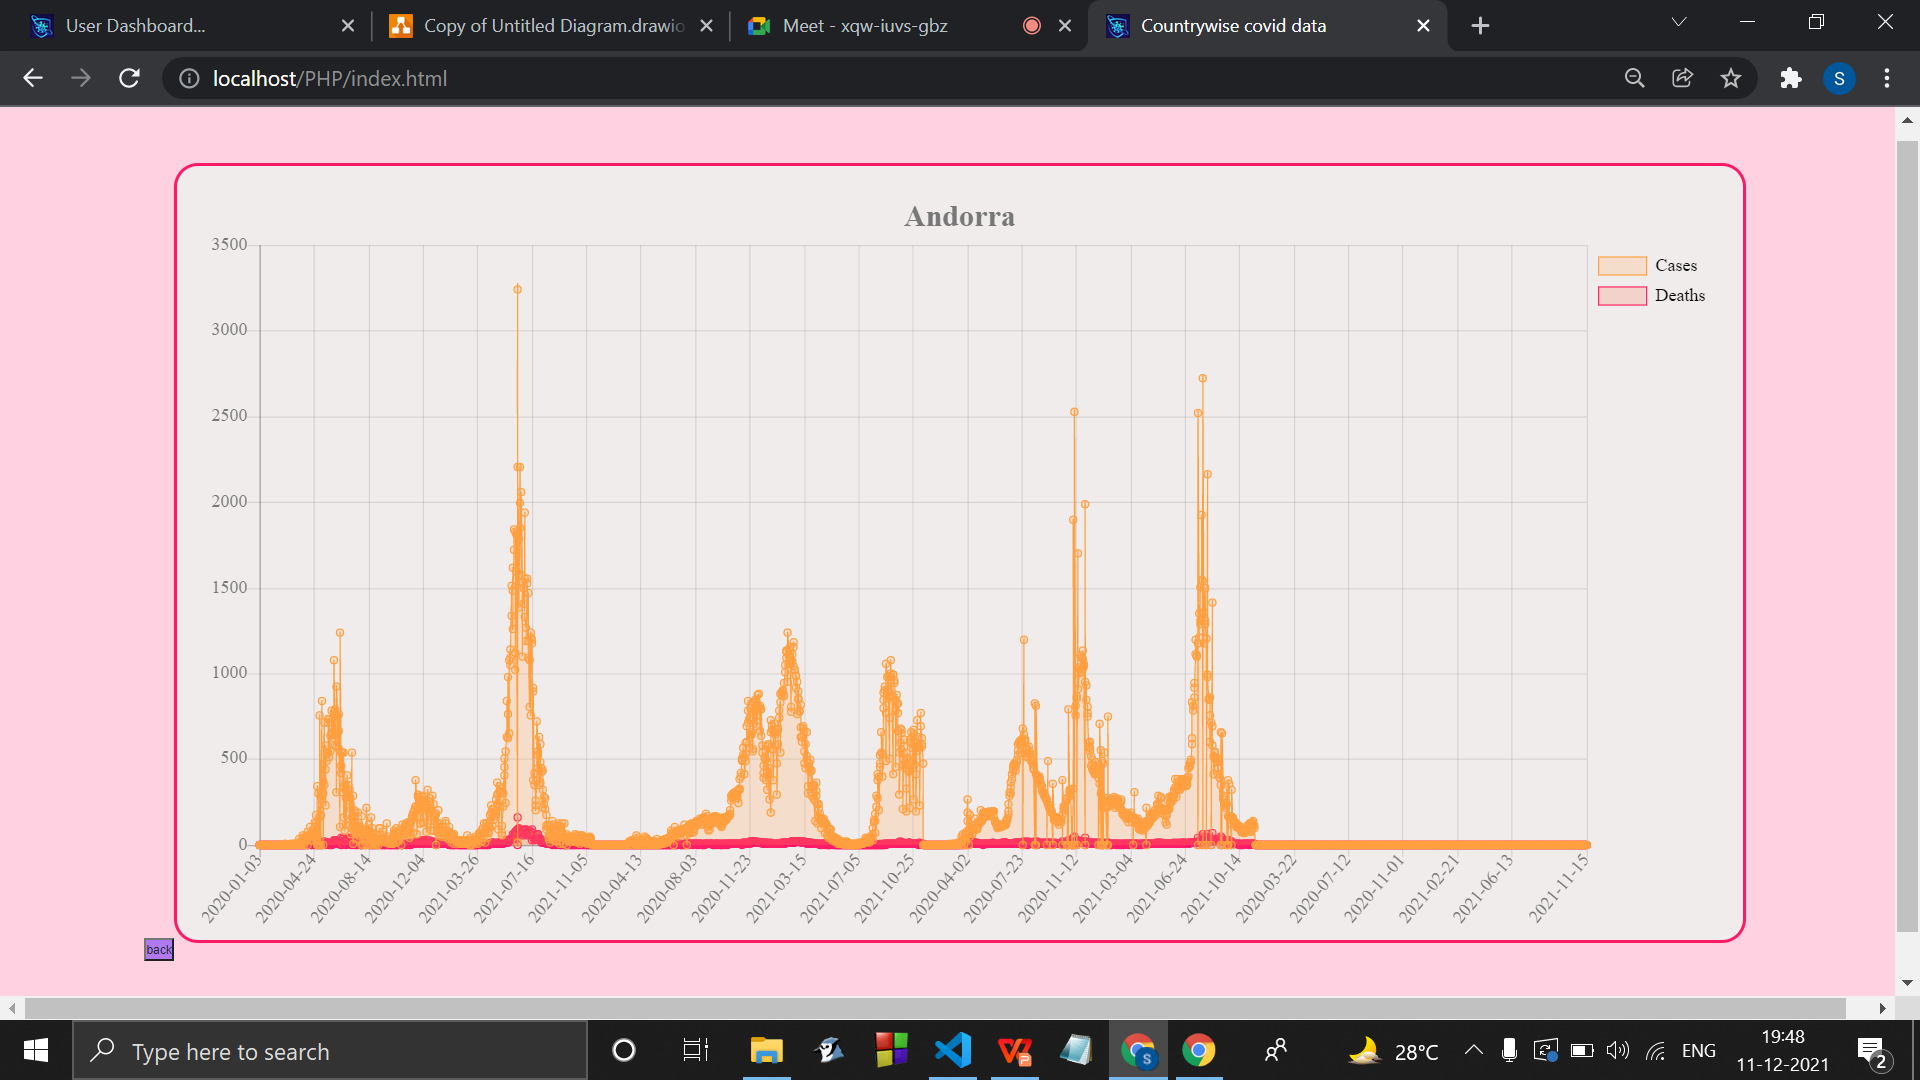 User Dashboard...
Copy of Untitled Diagram.drawio
Meet - xqw-iuvs-gbz
Countrywise covid data
localhost/PHP/index.html
S
Andorra
3500
3000
2500
2000
1500
1000
500
0
Cases
Deaths
2020-01-03
2020-04-24
2020-08-14
2020-12-04
2021-03-26
2021-07-16
2021-11-05
2020-04-13
2020-08-03
2020-11-23
2021-03-15
2021-07-05
2021-10-25
2020-04-02
2020-07-23
2020-11-12
2021-03-04
2021-06-24
2021-10-14
2020-03-22
2020-07-12
2020-11-01
2021-02-21
2021-06-13
2021-11-15
back
Type here to search
S
28°C
ENG
19:48
11-12-2021
2